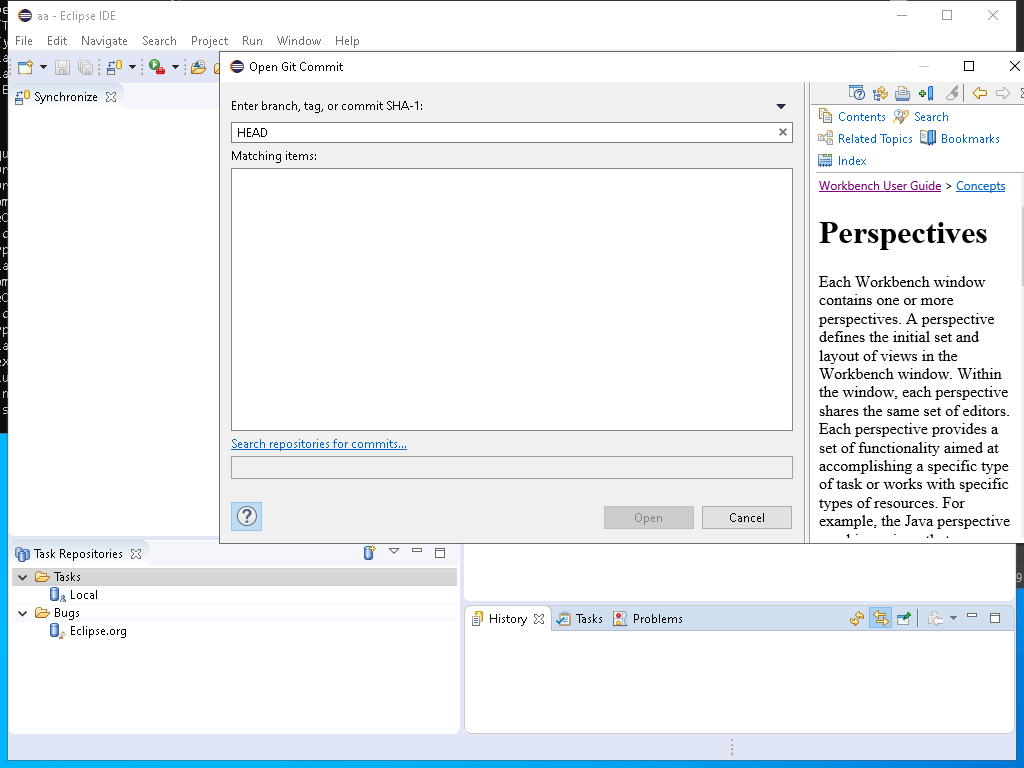 aa - Eclipse IDE
File Edit Navigate Search Project Run Window Help
Synchronize
Open Git Commit
Enter branch, tag, or commit SHA-1:
HEAD
Matching items:
Search repositories for commits...
Open
Cancel
Contents
Search
Related Topics
Bookmarks
Index
Workbench User Guide > Concepts
Perspectives
Each Workbench window
contains one or more
perspectives. A perspective
defines the initial set and
layout of views in the
Workbench window. Within
the window, each perspective
shares the same set of editors.
Each perspective provides a
set of functionality aimed at
accomplishing a specific type
of task or works with specific
types of resources. For
example, the Java perspective
Task Repositories
Tasks
Local
Bugs
Eclipse.org
History
Tasks
Problems